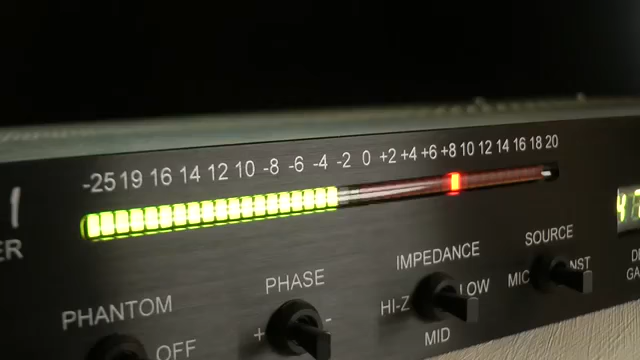 -25 19 16 14 12 10 -8 -6 -4 -2 0 +2 +4 +6 +8 10 12 14 16 18 20
SOURCE
IMPEDANCE
PHASE
PHANTOM
MIC
HI-Z LOW
+ -
MID
OFF